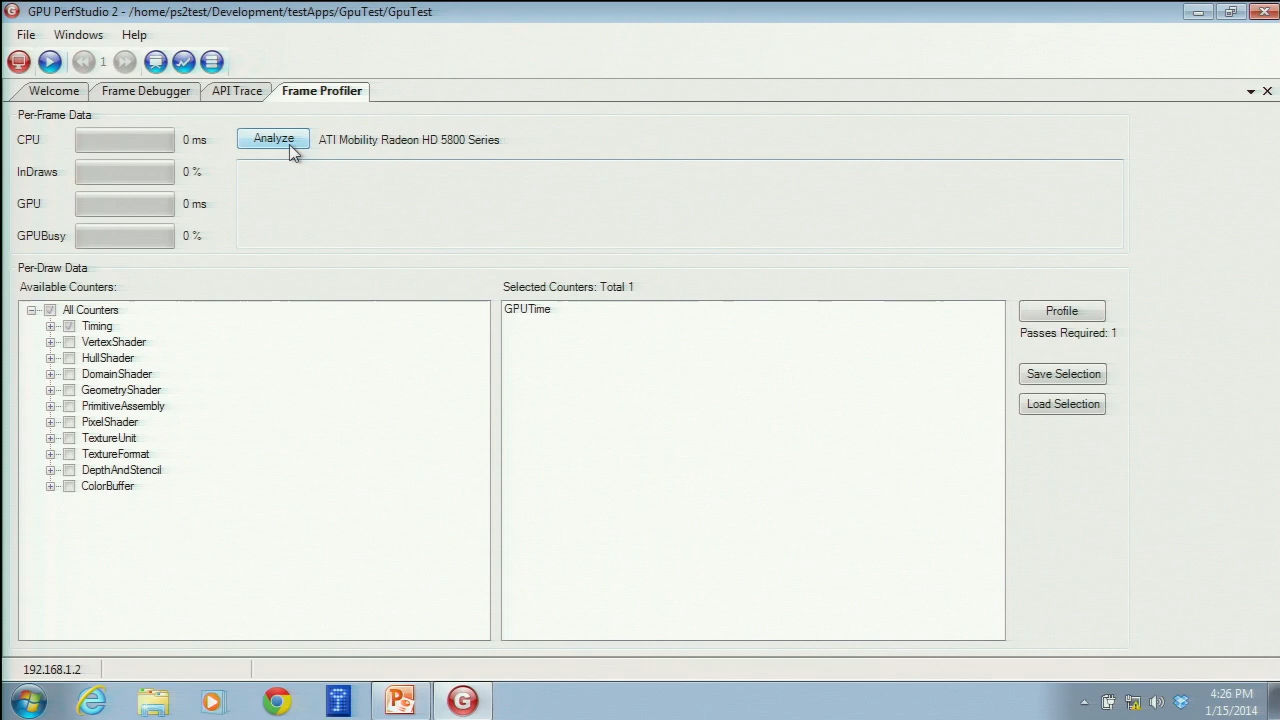 GPU PerfStudio 2 - /home/ps2test/Development/testApps/GpuTest/GpuTest
File Windows Help
1
Welcome Frame Debugger API Trace Frame Profiler
Per-Frame Data
CPU 0 ms Analyze ATI Mobility Radeon HD 5800 Series
InDraws 0 %
GPU 0 ms
GPUBusy 0 %
Per-Draw Data
Available Counters: Selected Counters: Total 1
All Counters GPUTime Profile
Timing
VertexShader Passes Required: 1
HullShader
DomainShader Save Selection
GeometryShader
PrimitiveAssembly Load Selection
PixelShader
TextureUnit
TextureFormat
DepthAndStencil
ColorBuffer
192.168.1.2
4:26 PM
1/15/2014